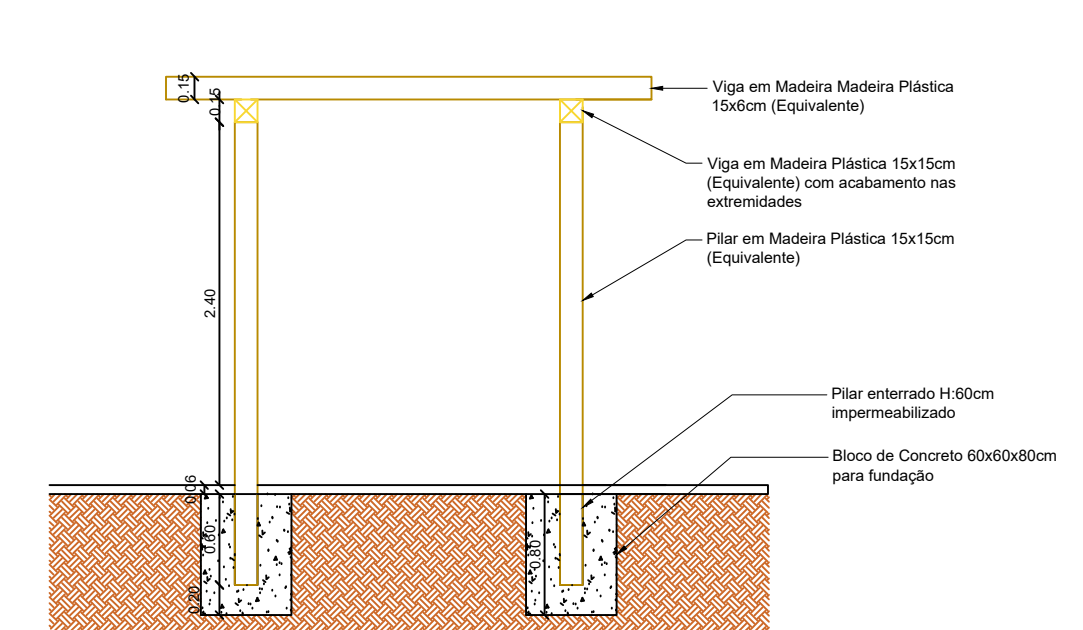 0.15
Viga em Madeira Madeira Plástica
15x6cm (Equivalente)
0.15
Viga em Madeira Plástica 15x15cm
(Equivalente) com acabamento nas
extremidades
Pilar em Madeira Plástica 15x15cm
(Equivalente)
2.40
Pilar enterrado H:60cm
impermeabilizado
Bloco de Concreto 60x60x80cm
para fundação
0.06
0.60
0.80
0.20